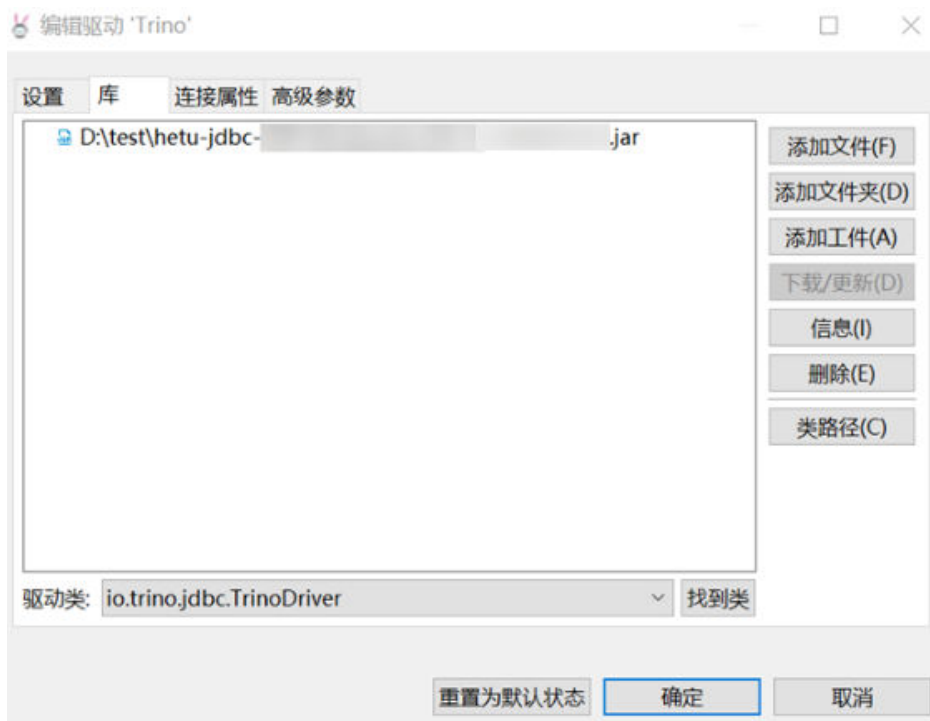 编辑驱动 'Trino'
设置 库 连接属性 高级参数
D:\test\hetu-jdbc- .jar
添加文件(F)
添加文件夹(D)
添加工件(A)
下载/更新(D)
信息(I)
删除(E)
类路径(C)
驱动类: io.trino.jdbc.TrinoDriver 找到类
重置为默认状态 确定 取消